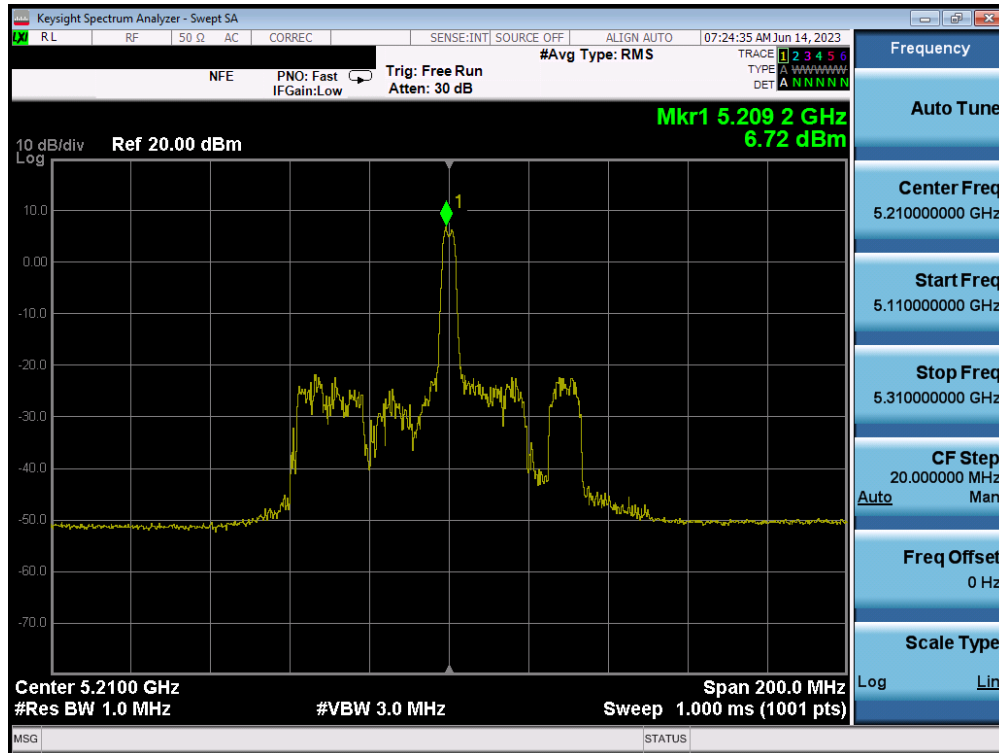 Keysight Spectrum Analyzer - Swept SA
LXI RL RF 50 Ω AC CORREC SENSE:INT SOURCE OFF ALIGN AUTO 07:24:35 AM Jun 14, 2023
#Avg Type: RMS
TRACE 1 2 3 4 5 6
TYPE A WWWWW
DET A N N N N N
NFE
PNO: Fast
IFGain:Low
Trig: Free Run
Atten: 30 dB
Mkr1 5.209 2 GHz
6.72 dBm
10 dB/div Ref 20.00 dBm
Log
1
10.0
0.00
-10.0
-20.0
-30.0
-40.0
-50.0
-60.0
-70.0
Center 5.2100 GHz Span 200.0 MHz
#Res BW 1.0 MHz #VBW 3.0 MHz Sweep 1.000 ms (1001 pts)
MSG STATUS
Frequency
Auto Tune
Center Freq
5.210000000 GHz
Start Freq
5.110000000 GHz
Stop Freq
5.310000000 GHz
CF Step
20.000000 MHz
Auto Man
Freq Offset
0 Hz
Scale Type
Log Lin